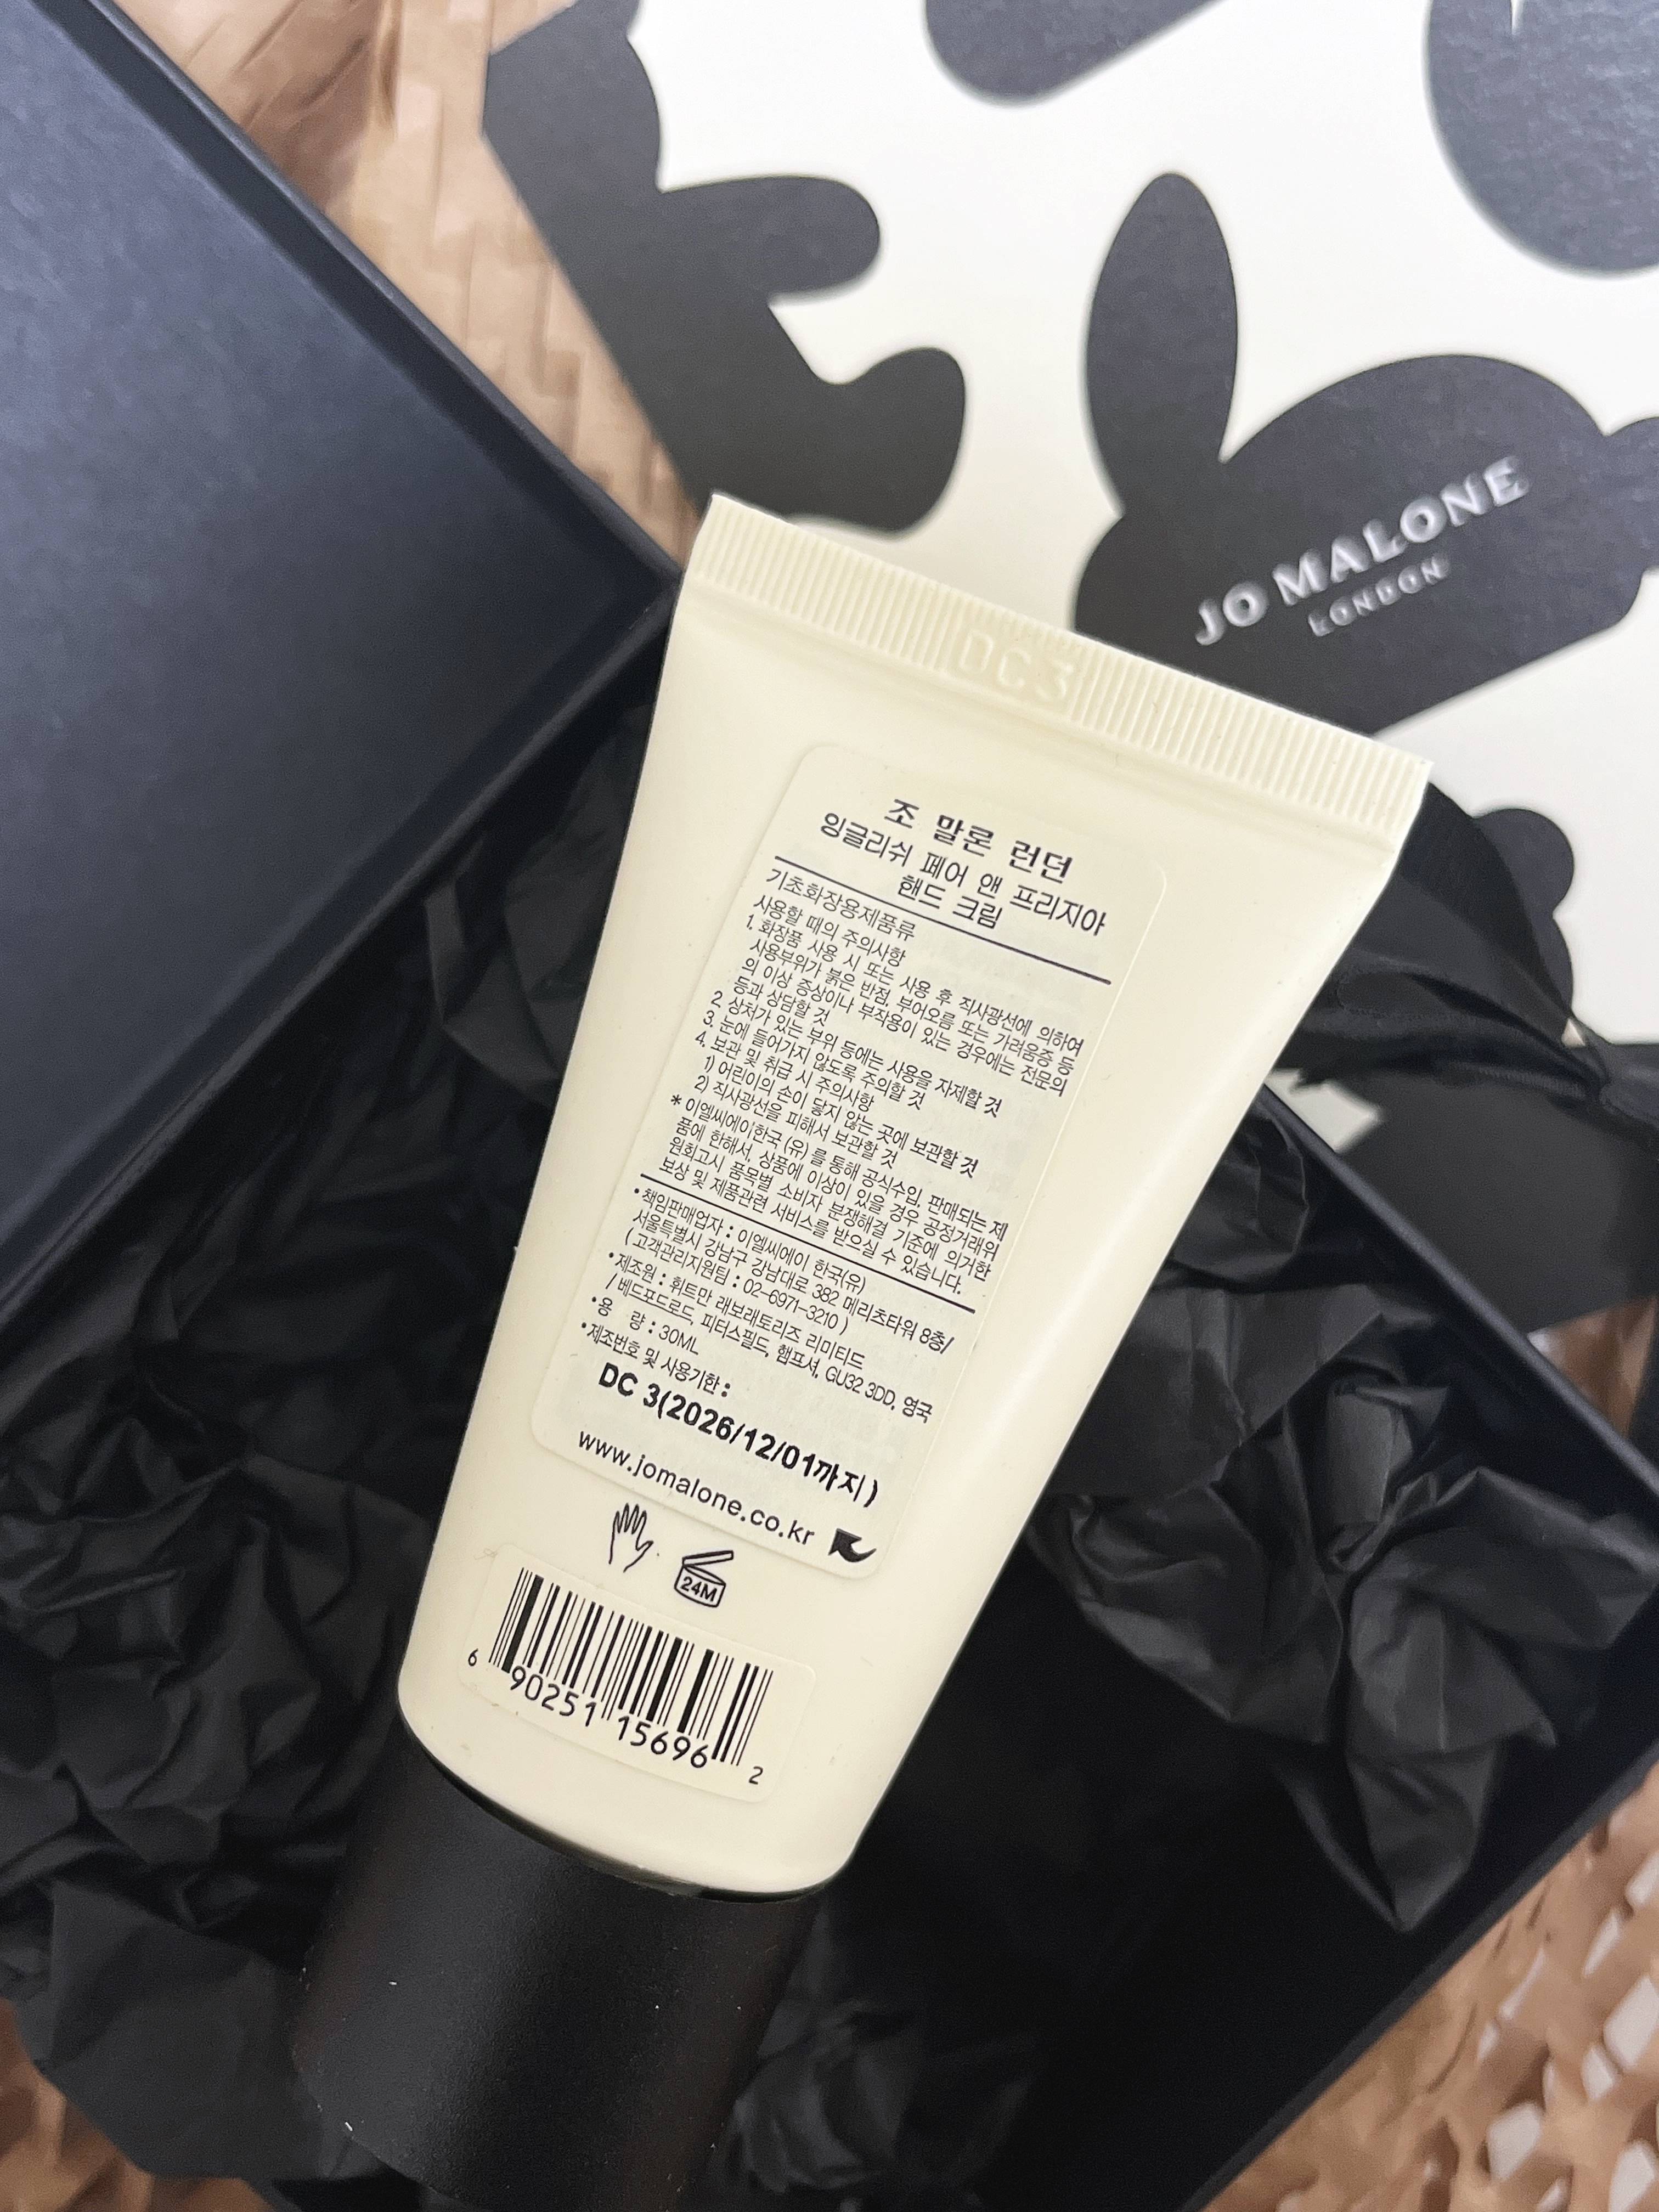 JO MALONE
LONDON
DC3
조 말론 런던
잉글리쉬 페어 앤 프리지아
핸드 크림
기초화장용제품류
사용할 때의 주의사항
1. 화장품 사용 시 또는 사용 후 직사광선에 의하여
사용부위가 붉은 반점, 부어오름 또는 가려움증 등
의 이상 증상이나 부작용이 있는 경우에는 전문의
등과 상담할 것
2. 상처가 있는 부위 등에는 사용을 자제할 것
3. 눈에 들어가지 않도록 주의할 것
4. 보관 및 취급 시 주의사항
1) 어린이의 손이 닿지 않는 곳에 보관할 것
2) 직사광선을 피해서 보관할 것
* 이엘씨에이한국 (유) 를 통해 공식수입, 판매되는 제
품에 한해서, 상품에 이상이 있을 경우 공정거래위
원회고시 품목별 소비자 분쟁해결 기준에 의거한
보상 및 제품관련 서비스를 받으실 수 있습니다.
•책임판매업자 : 이엘씨에이 한국(유)
서울특별시 강남구 강남대로 382 메리츠타워 8층/
( 고객관리지원팀 : 02-6971-3210 )
•제조원 : 휘트만 래보래토리즈 리미티드
/ 베드포드로드, 피터스필드, 햄프셔, GU32 3DD, 영국
•용 량 : 30ML
•제조번호 및 사용기한 :
DC 3(2026/12/01까지)
www.jomalone.co.kr
24M
6 90251 15696 2